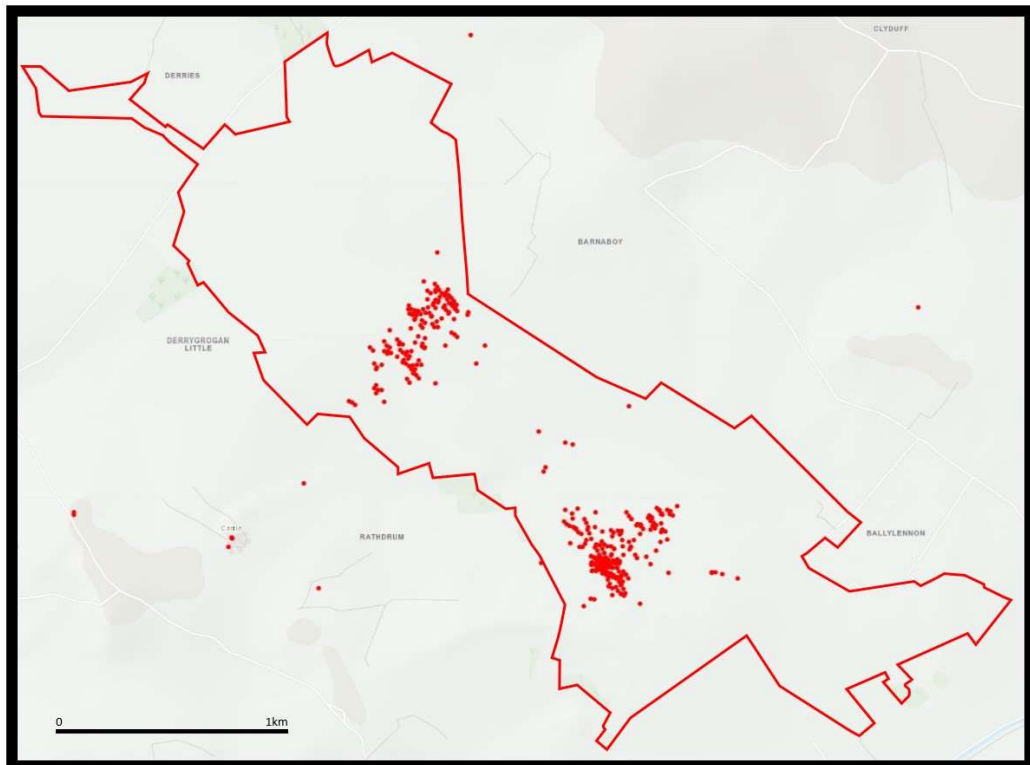 CLYDUFF
DERRIES
BARNABOY
DERRYGROGAN
LITTLE
RATHDRUM
BALLYLENNON
0 1km